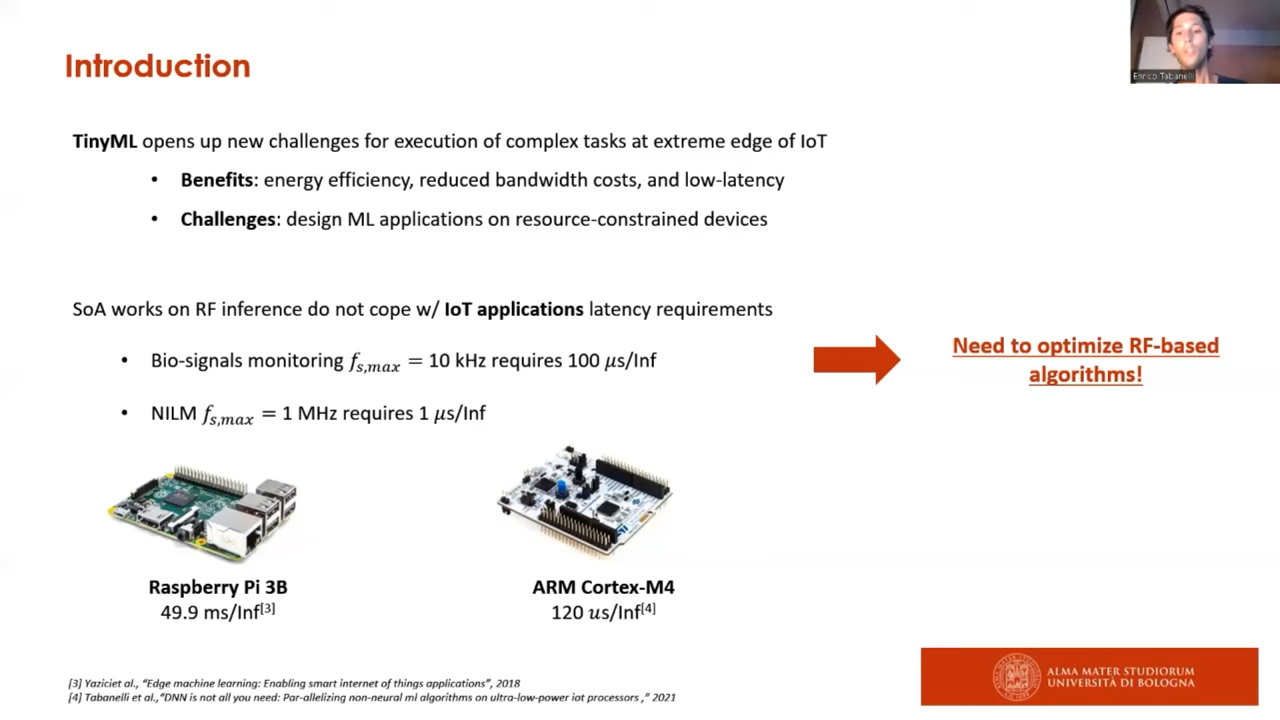 Introduction
Enrico Tabanelli
TinyML opens up new challenges for execution of complex tasks at extreme edge of IoT
• Benefits: energy efficiency, reduced bandwidth costs, and low-latency
• Challenges: design ML applications on resource-constrained devices
SoA works on RF inference do not cope w/ IoT applications latency requirements
• Bio-signals monitoring fs,max = 10 kHz requires 100 μs/Inf
• NILM fs,max = 1 MHz requires 1 μs/Inf
Need to optimize RF-based
algorithms!
Raspberry Pi 3B
49.9 ms/Inf[3]
ARM Cortex-M4
120 us/Inf[4]
[3] Yaziciet al., “Edge machine learning: Enabling smart internet of things applications”, 2018
[4] Tabanelli et al.,“DNN is not all you need: Par-allelizing non-neural ml algorithms on ultra-low-power iot processors ,” 2021
ALMA MATER STUDIORUM
UNIVERSITÀ DI BOLOGNA